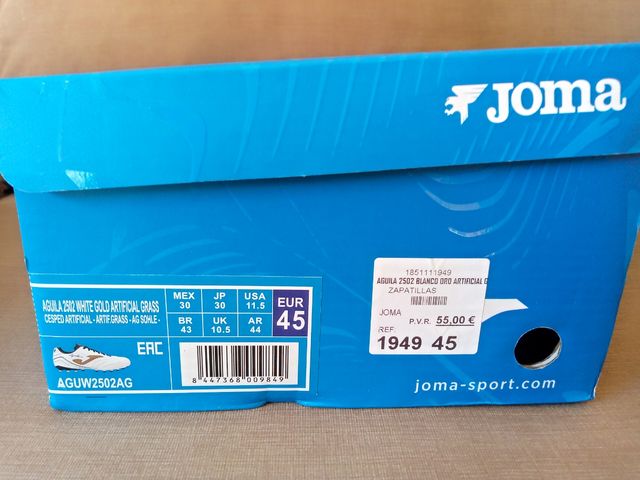 JOMA
AGUILA 2502 WHITE GOLD ARTIFICIAL GRASS
CESPED ARTIFICIAL - ARTIF.GRASS - AG SOHLE -
MEX 30
JP 30
USA 11.5
BR 43
UK 10.5
AR 44
EUR 45
EAC
AGUW2502AG
8 447368 009849
1851111949
AGUILA 2502 BLANCO ORO ARTIFICIAL G
ZAPATILLAS
JOMA
P.V.R. 55,00 €
REF.
1949 45
joma-sport.com